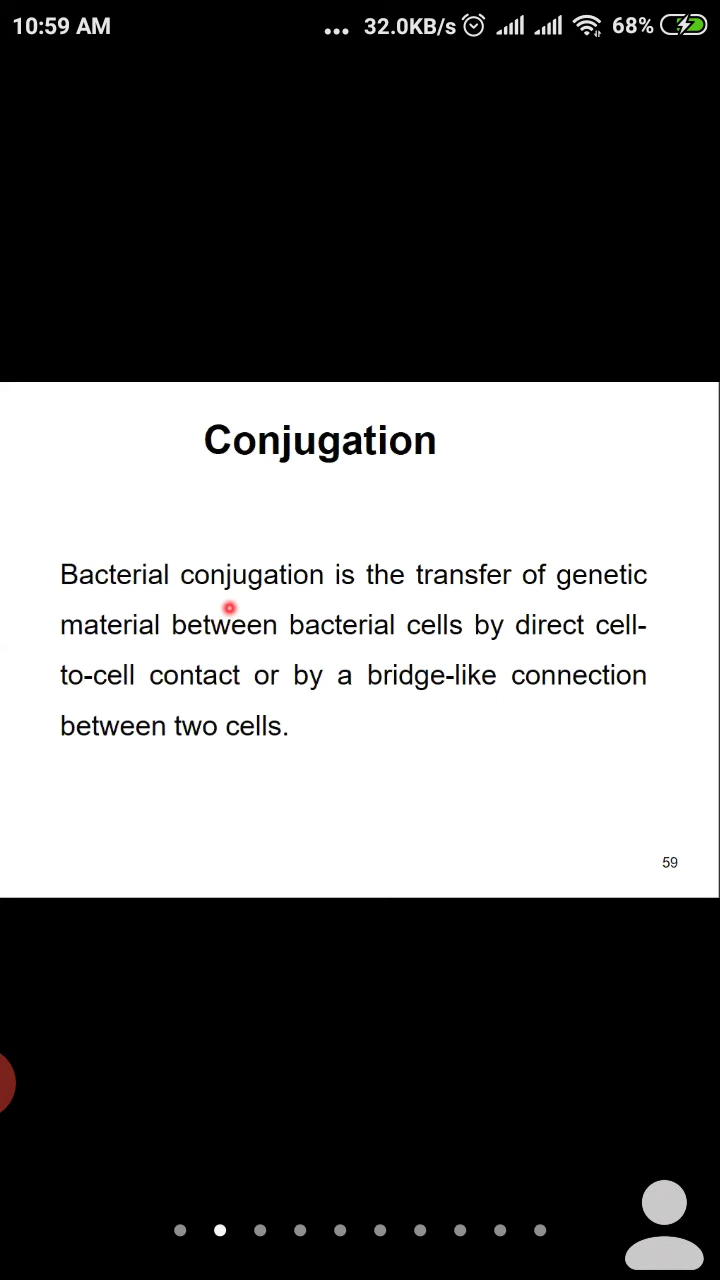 10:59 AM ... 32.0KB/s 68%
Conjugation
Bacterial conjugation is the transfer of genetic
material between bacterial cells by direct cell-
to-cell contact or by a bridge-like connection
between two cells.
59